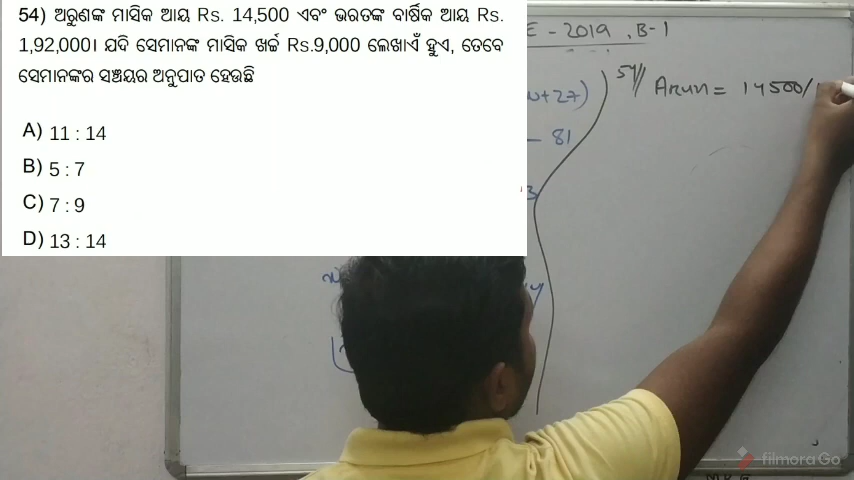 54) ଅରୁଣଙ୍କ ମାସିକ ଆୟ Rs. 14,500 ଏବଂ ଭରତଙ୍କ ବାର୍ଷିକ ଆୟ Rs.
1,92,000। ଯଦି ସେମାନଙ୍କ ମାସିକ ଖର୍ଚ୍ଚ Rs.9,000 ଲେଖାଏଁ ହୁଏ, ତେବେ
ସେମାନଙ୍କର ସଞ୍ଚୟର ଅନୁପାତ ହେଉଛି
A) 11 : 14
B) 5 : 7
C) 7 : 9
D) 13 : 14
E - 2019, B-1
+27)
- 81
54// Arun = 14500/
filmora Go